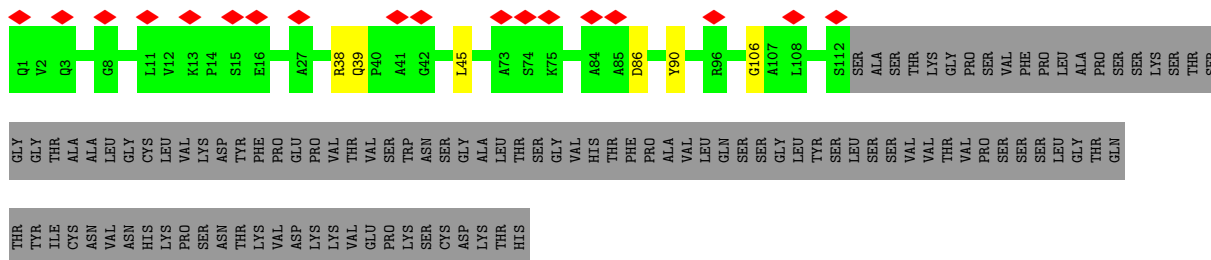 Q1 V2 Q3 G8 L11 V12 K13 P14 S15 E16 A27 R38 Q39 P40 A41 G42 L45 A73 S74 K75 A84 A85 D86 Y90 R96 G106 A107 L108 S112 SER ALA SER THR LYS GLY PRO SER VAL PHE PRO LEU ALA PRO SER SER LYS SER THR SER
GLY GLY THR ALA ALA LEU GLY CYS LEU VAL LYS ASP TYR PHE PRO GLU PRO VAL THR VAL SER TRP ASN SER GLY ALA LEU THR SER GLY VAL HIS THR PHE PRO ALA VAL LEU GLN SER SER GLY LEU TYR SER LEU SER SER VAL VAL THR VAL PRO SER SER SER LEU GLY THR GLN
THR TYR ILE CYS ASN VAL ASN HIS LYS PRO SER ASN THR LYS VAL ASP LYS LYS VAL GLU PRO LYS SER CYS ASP LYS THR HIS